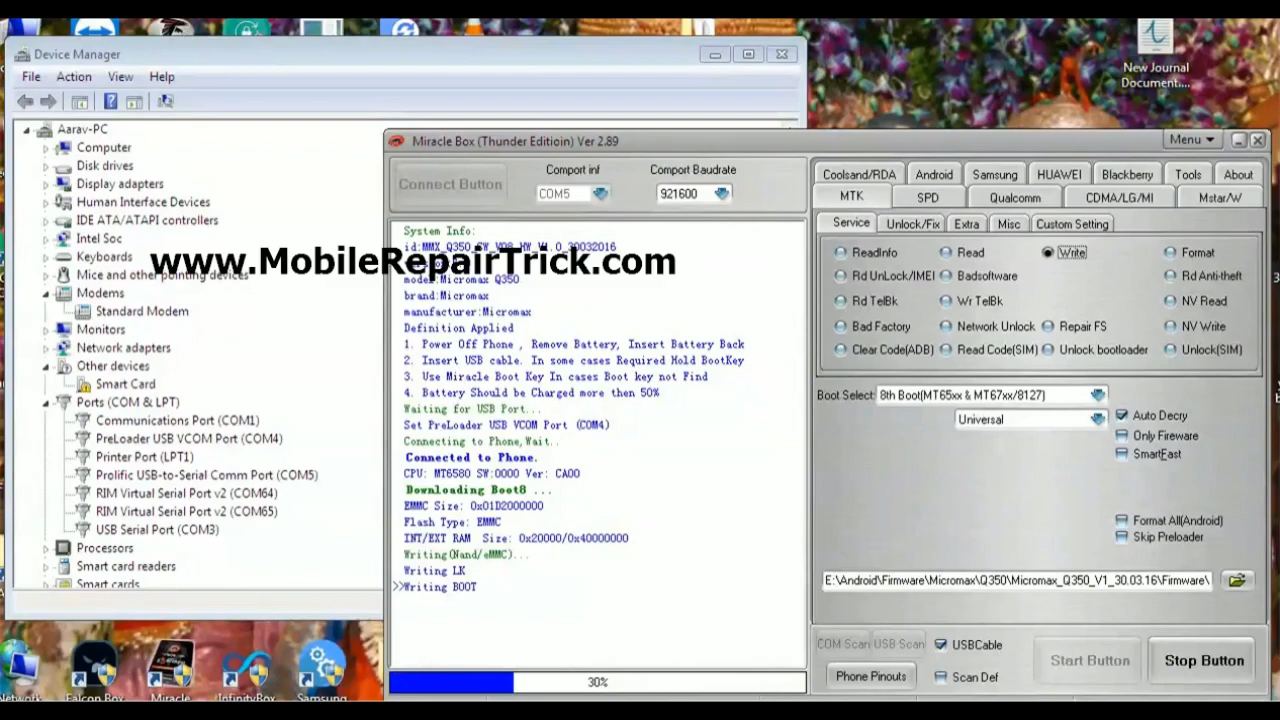 New Journal
Documenti....
Device Manager
File Action View Help
Aarav-PC
Computer
Disk drives
Display adapters
Human Interface Devices
IDE ATA/ATAPI controllers
Intel Soc
Keyboards
Mice and other pointing devices
Modems
Standard Modem
Monitors
Network adapters
Other devices
Smart Card
Ports (COM & LPT)
Communications Port (COM1)
PreLoader USB VCOM Port (COM4)
Printer Port (LPT1)
Prolific USB-to-Serial Comm Port (COM5)
RIM Virtual Serial Port v2 (COM64)
RIM Virtual Serial Port v2 (COM65)
USB Serial Port (COM3)
Processors
Smart card readers
Smart cards
www.MobileRepairTrick.com
Miracle Box (Thunder Editioin) Ver 2.89
Menu
Connect Button
Comport inf
COM5
Comport Baudrate
921600
System Info:
id:MMX_Q350_SW_V08_HW_V1.0_30032016
model:Micromax Q350
brand:Micromax
manufacturer:Micromax
Definition Applied
1. Power Off Phone , Remove Battery, Insert Battery Back
2. Insert USB cable. In some cases Required Hold BootKey
3. Use Miracle Boot Key In cases Boot key not Find
4. Battery Should be Charged more then 50%
Waiting for USB Port...
Set PreLoader USB VCOM Port (COM4)
Connecting to Phone,Wait..
Connected to Phone.
CPU: MT6580 SW:0000 Ver: CA00
Downloading Boot8 ...
EMMC Size: 0x01D2000000
Flash Type: EMMC
INT/EXT RAM Size: 0x20000/0x40000000
Writing(Nand/eMMC)...
Writing LK
>>Writing BOOT
30%
Coolsand/RDA Android Samsung HUAWEI Blackberry Tools About
MTK SPD Qualcomm CDMA/LG/MI Mstar/W
Service Unlock/Fix Extra Misc Custom Setting
ReadInfo Read Write Format
Rd UnLock/IMEI Badsoftware Rd Anti-theft
Rd TelBk Wr TelBk NV Read
Bad Factory Network Unlock Repair FS NV Write
Clear Code(ADB) Read Code(SIM) Unlock bootloader Unlock(SIM)
Boot Select: 8th Boot(MT65xx & MT67xx/8127)
Universal
Auto Decry
Only Fireware
SmartEast
Format All(Android)
Skip Preloader
E:\Android\Firmware\Micromax\Q350\Micromax_Q350_V1_30.03.16\Firmware\
COM Scan USB Scan USBCable
Phone Pinouts Scan Def
Start Button Stop Button
Network
Falcon Box
Miracle
InfinityBox
Samsung